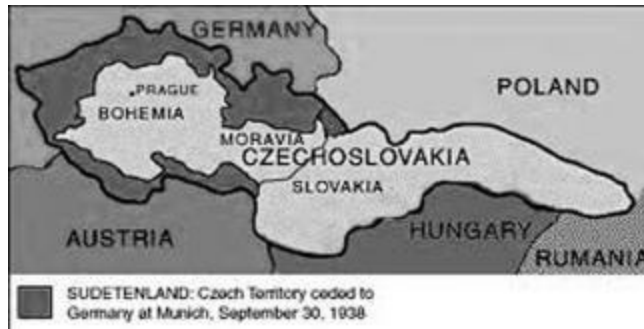 GERMANY
POLAND
PRAGUE
BOHEMIA
MORAVIA
CZECHOSLOVAKIA
SLOVAKIA
AUSTRIA
HUNGARY
RUMANIA
SUDETENLAND: Czech Territory ceded to
Germany at Munich, September 30, 1938